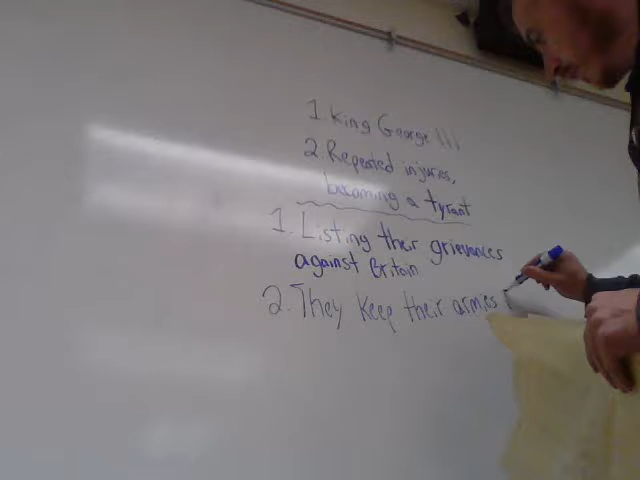 1. King George III
2. Repeated injuries,
becoming a tyrant
1. Listing their grievances
against Britain
2. They keep their armies